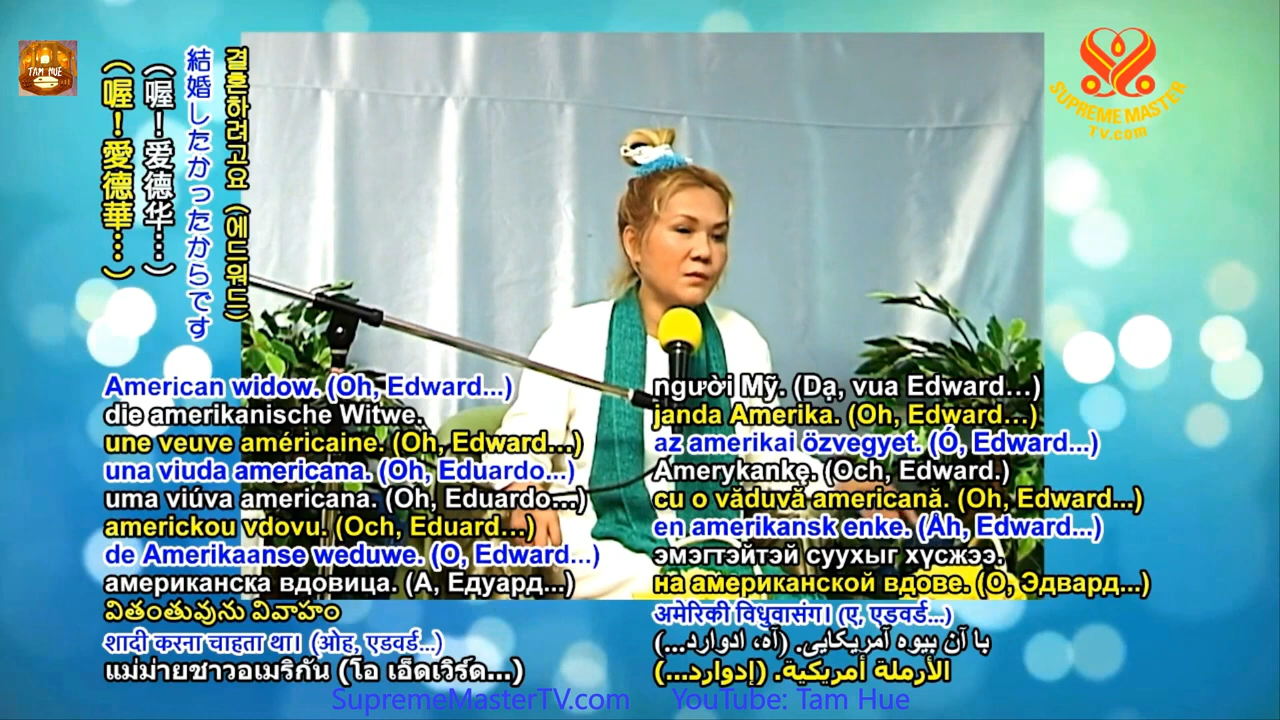 TAM HUE
SUPREME MASTER
TV.com
결혼하려고요 (에드워드)
結婚したかったからです
（喔！爱德华…）
（喔！愛德華…）
American widow. (Oh, Edward...)
die amerikanische Witwe.
une veuve américaine. (Oh, Edward...)
una viuda americana. (Oh, Eduardo...)
uma viúva americana. (Oh, Eduardo...)
americkou vdovu. (Och, Eduard...)
de Amerikaanse weduwe. (O, Edward...)
американска вдовица. (А, Едуард...)
వితంతువును వివాహం
शादी करना चाहता था। (ओह, एडवर्ड...)
แม่ม่ายชาวอเมริกัน (โอ เอ็ดเวิร์ด...)
người Mỹ. (Dạ, vua Edward…)
janda Amerika. (Oh, Edward...)
az amerikai özvegyet. (Ó, Edward...)
Amerykankę. (Och, Edward.)
cu o văduvă americană. (Oh, Edward...)
en amerikansk enke. (Åh, Edward...)
эмэгтэйтэй суухыг хүсжээ.
на американской вдове. (О, Эдвард...)
अमेरिकी विधुवासंग। (ए, एडवर्ड...)
با آن بیوه آمریکایی. (آه، ادوارد...)
الأرملة أمريكية. (إدوارد...)
SupremeMasterTV.com YouTube: Tam Hue